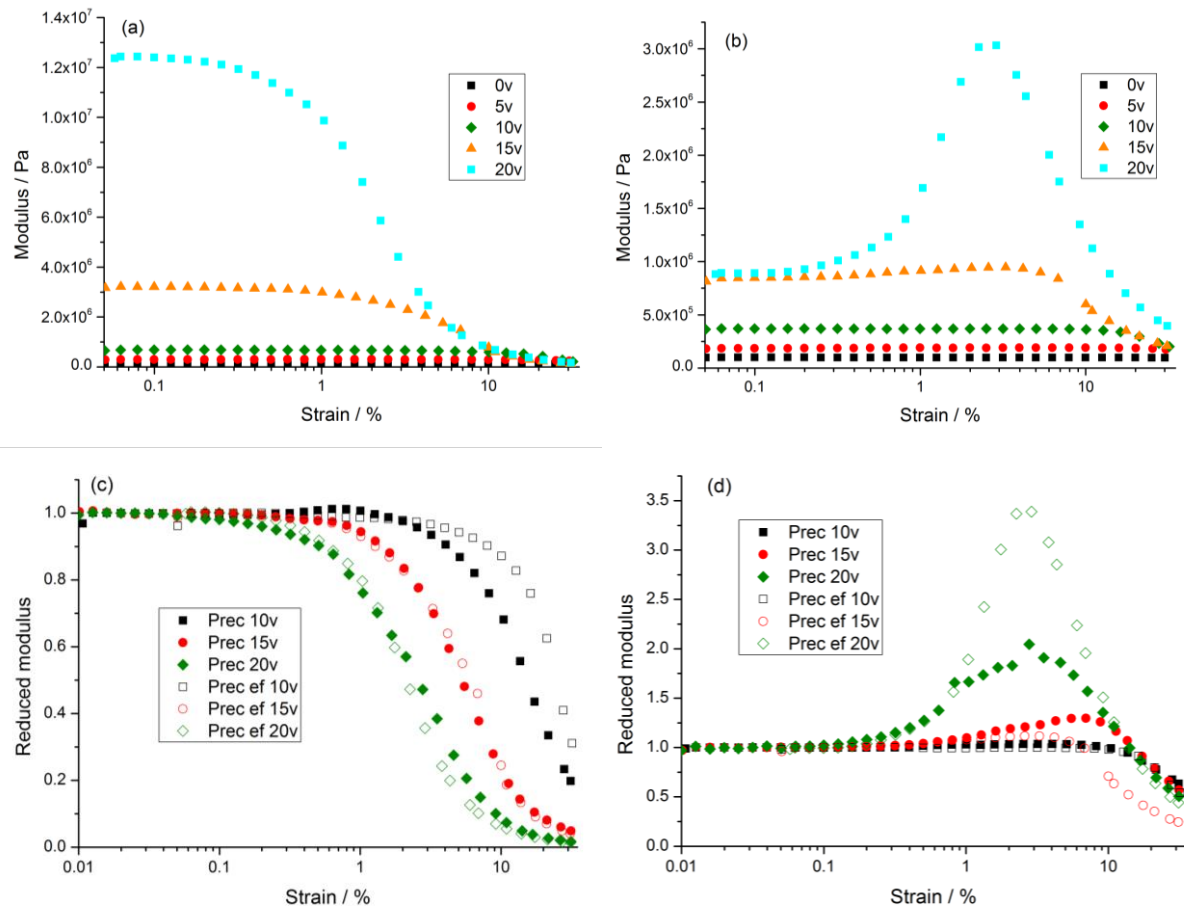 (a)
1.4x10⁷
1.2x10⁷
1.0x10⁷
8.0x10⁶
6.0x10⁶
4.0x10⁶
2.0x10⁶
0.0
Modulus / Pa
0v
5v
10v
15v
20v
0.1
1
10
Strain / %
(b)
3.0x10⁶
2.5x10⁶
2.0x10⁶
1.5x10⁶
1.0x10⁶
5.0x10⁵
0.0
Modulus / Pa
0v
5v
10v
15v
20v
0.1
1
10
Strain / %
(c)
1.0
0.8
0.6
0.4
0.2
0.0
Reduced modulus
Prec 10v
Prec 15v
Prec 20v
Prec ef 10v
Prec ef 15v
Prec ef 20v
0.01
0.1
1
10
Strain / %
(d)
3.5
3.0
2.5
2.0
1.5
1.0
0.5
0.0
Reduced modulus
Prec 10v
Prec 15v
Prec 20v
Prec ef 10v
Prec ef 15v
Prec ef 20v
0.01
0.1
1
10
Strain / %